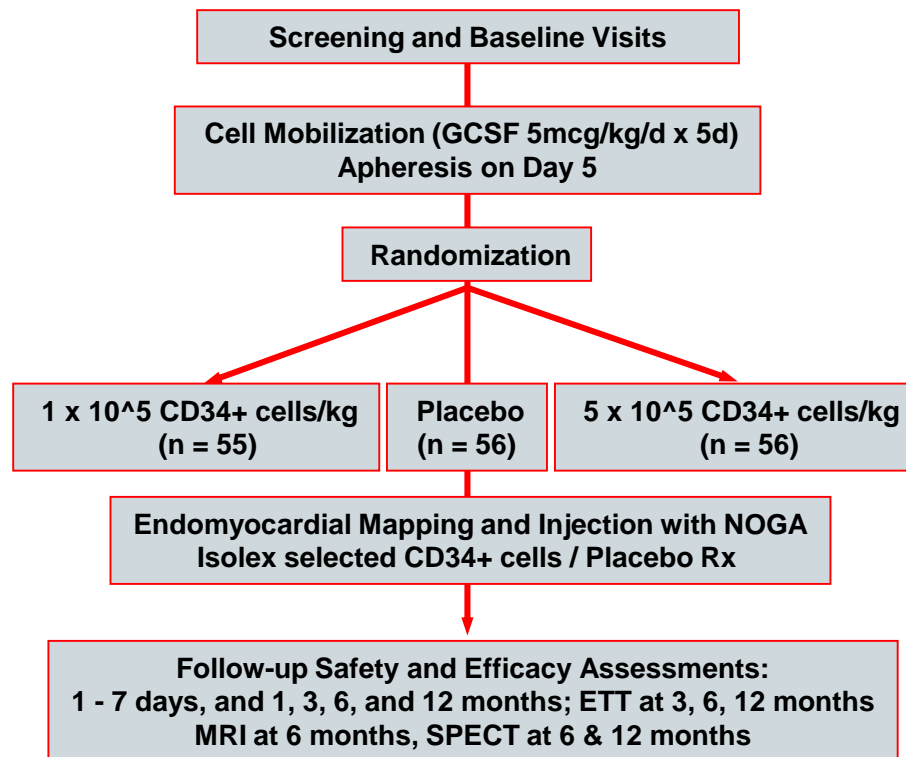 Screening and Baseline Visits
Cell Mobilization (GCSF 5mcg/kg/d x 5d)
Apheresis on Day 5
Randomization
1 x 10^5 CD34+ cells/kg
(n = 55)
Placebo
(n = 56)
5 x 10^5 CD34+ cells/kg
(n = 56)
Endomyocardial Mapping and Injection with NOGA
Isolex selected CD34+ cells / Placebo Rx
Follow-up Safety and Efficacy Assessments:
1 - 7 days, and 1, 3, 6, and 12 months; ETT at 3, 6, 12 months
MRI at 6 months, SPECT at 6 & 12 months